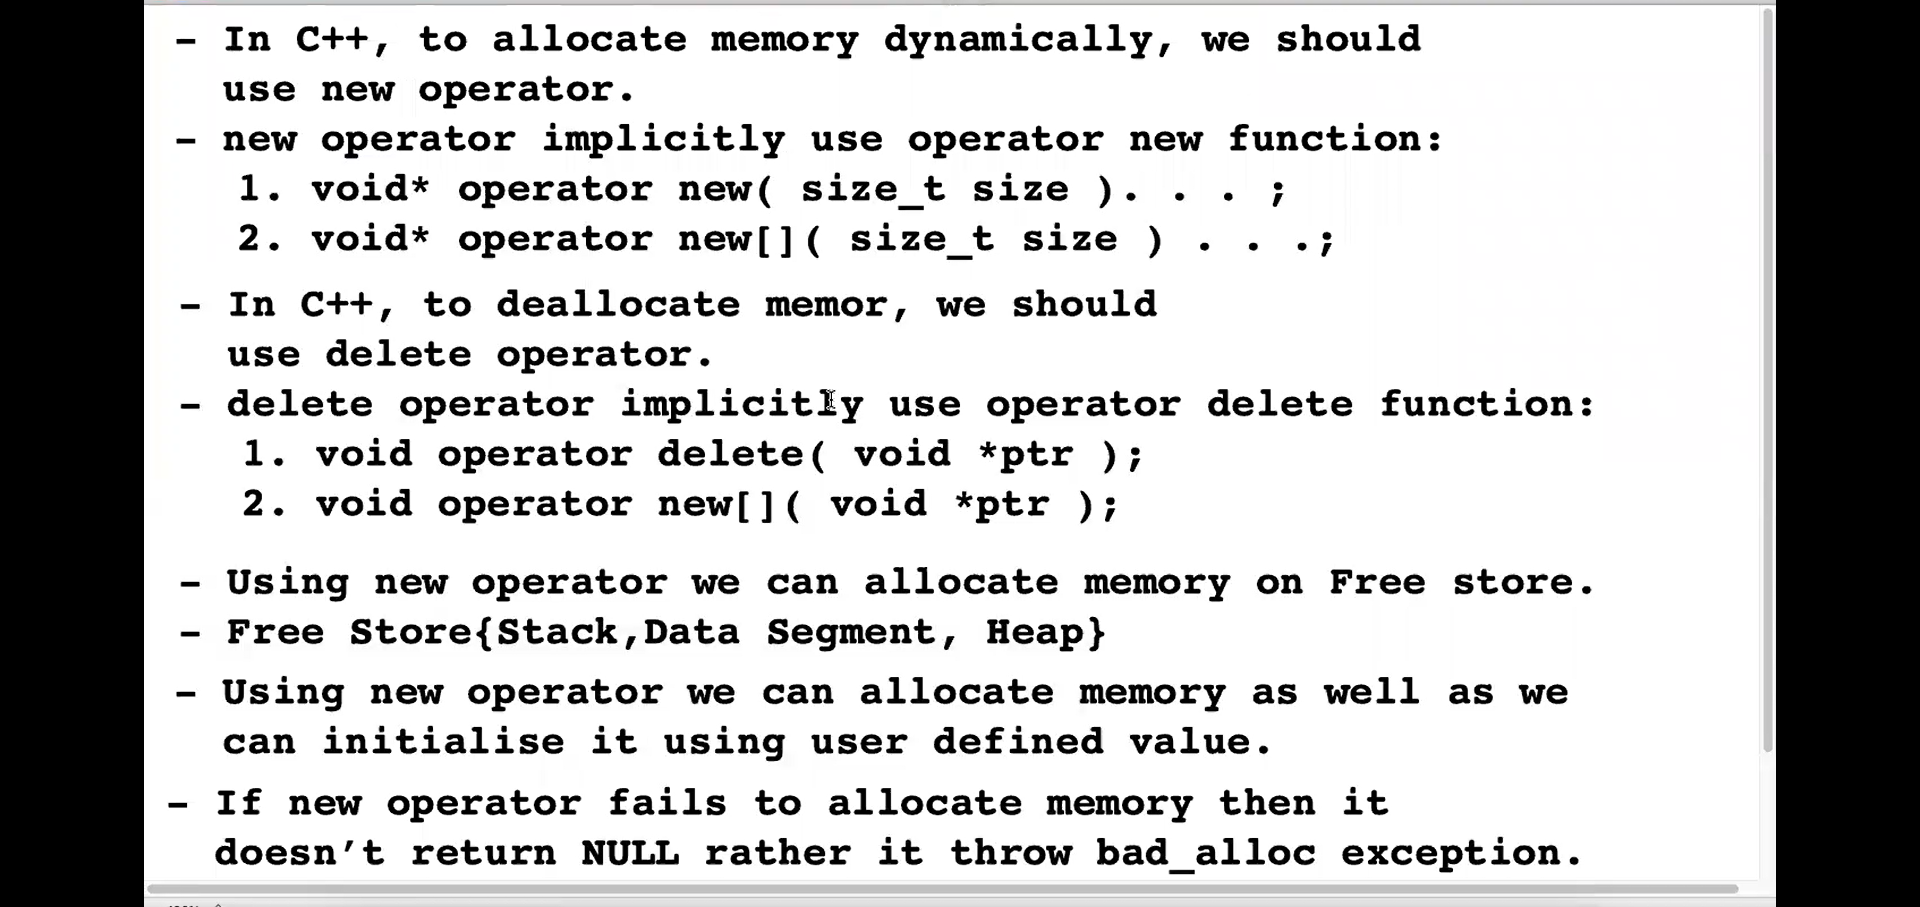 - In C++, to allocate memory dynamically, we should
use new operator.
- new operator implicitly use operator new function:
1. void* operator new( size_t size ). . . ;
2. void* operator new[]( size_t size ) . . .;
- In C++, to deallocate memor, we should
use delete operator.
- delete operator implicitly use operator delete function:
1. void operator delete( void *ptr );
2. void operator new[]( void *ptr );
- Using new operator we can allocate memory on Free store.
- Free Store{Stack,Data Segment, Heap}
- Using new operator we can allocate memory as well as we
can initialise it using user defined value.
- If new operator fails to allocate memory then it
doesn’t return NULL rather it throw bad_alloc exception.